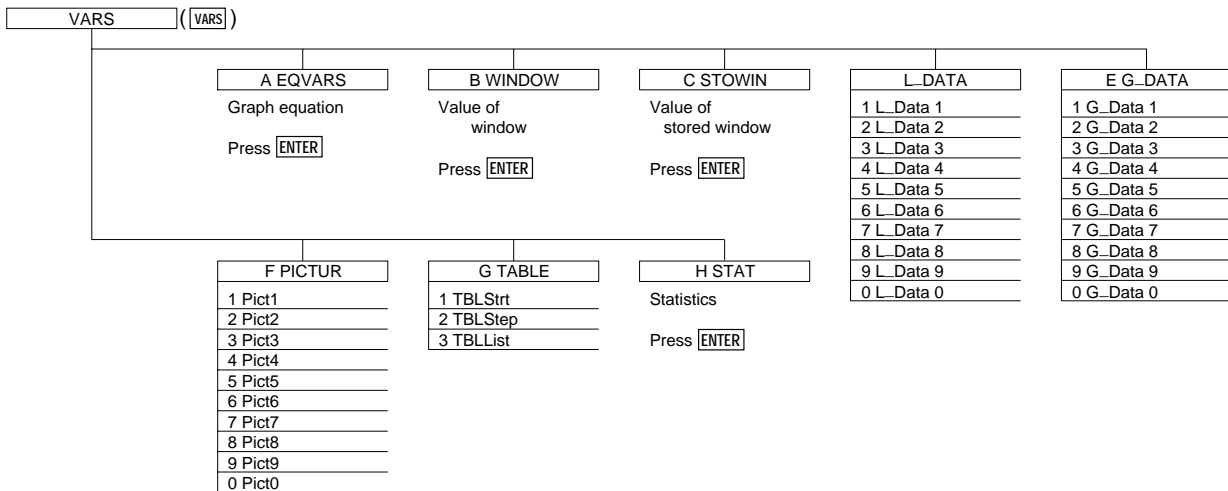 VARS (VARS)
A EQVARS
Graph equation
Press ENTER
B WINDOW
Value of
window
Press ENTER
C STOWIN
Value of
stored window
Press ENTER
L_DATA
1 L_Data 1
2 L_Data 2
3 L_Data 3
4 L_Data 4
5 L_Data 5
6 L_Data 6
7 L_Data 7
8 L_Data 8
9 L_Data 9
0 L_Data 0
E G_DATA
1 G_Data 1
2 G_Data 2
3 G_Data 3
4 G_Data 4
5 G_Data 5
6 G_Data 6
7 G_Data 7
8 G_Data 8
9 G_Data 9
0 G_Data 0
F PICTUR
1 Pict1
2 Pict2
3 Pict3
4 Pict4
5 Pict5
6 Pict6
7 Pict7
8 Pict8
9 Pict9
0 Pict0
G TABLE
1 TBLStrt
2 TBLStep
3 TBLList
H STAT
Statistics
Press ENTER